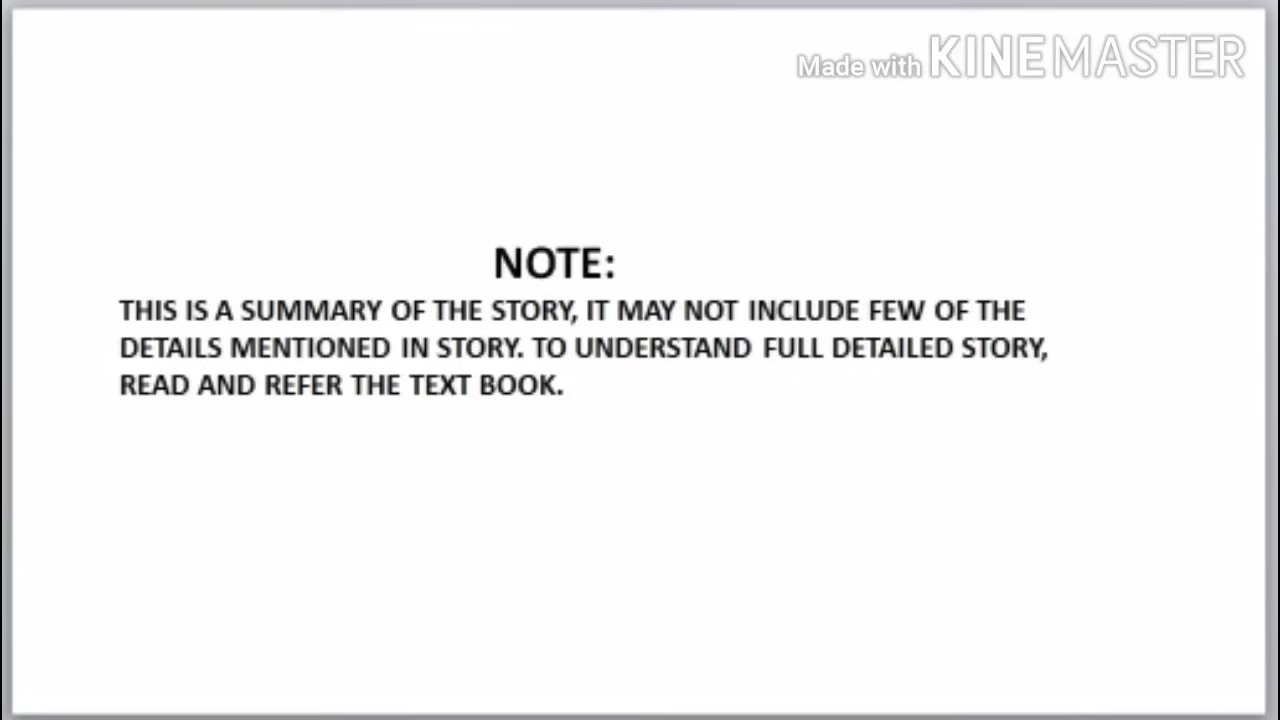 Made with KINEMASTER
NOTE:
THIS IS A SUMMARY OF THE STORY, IT MAY NOT INCLUDE FEW OF THE
DETAILS MENTIONED IN STORY. TO UNDERSTAND FULL DETAILED STORY,
READ AND REFER THE TEXT BOOK.